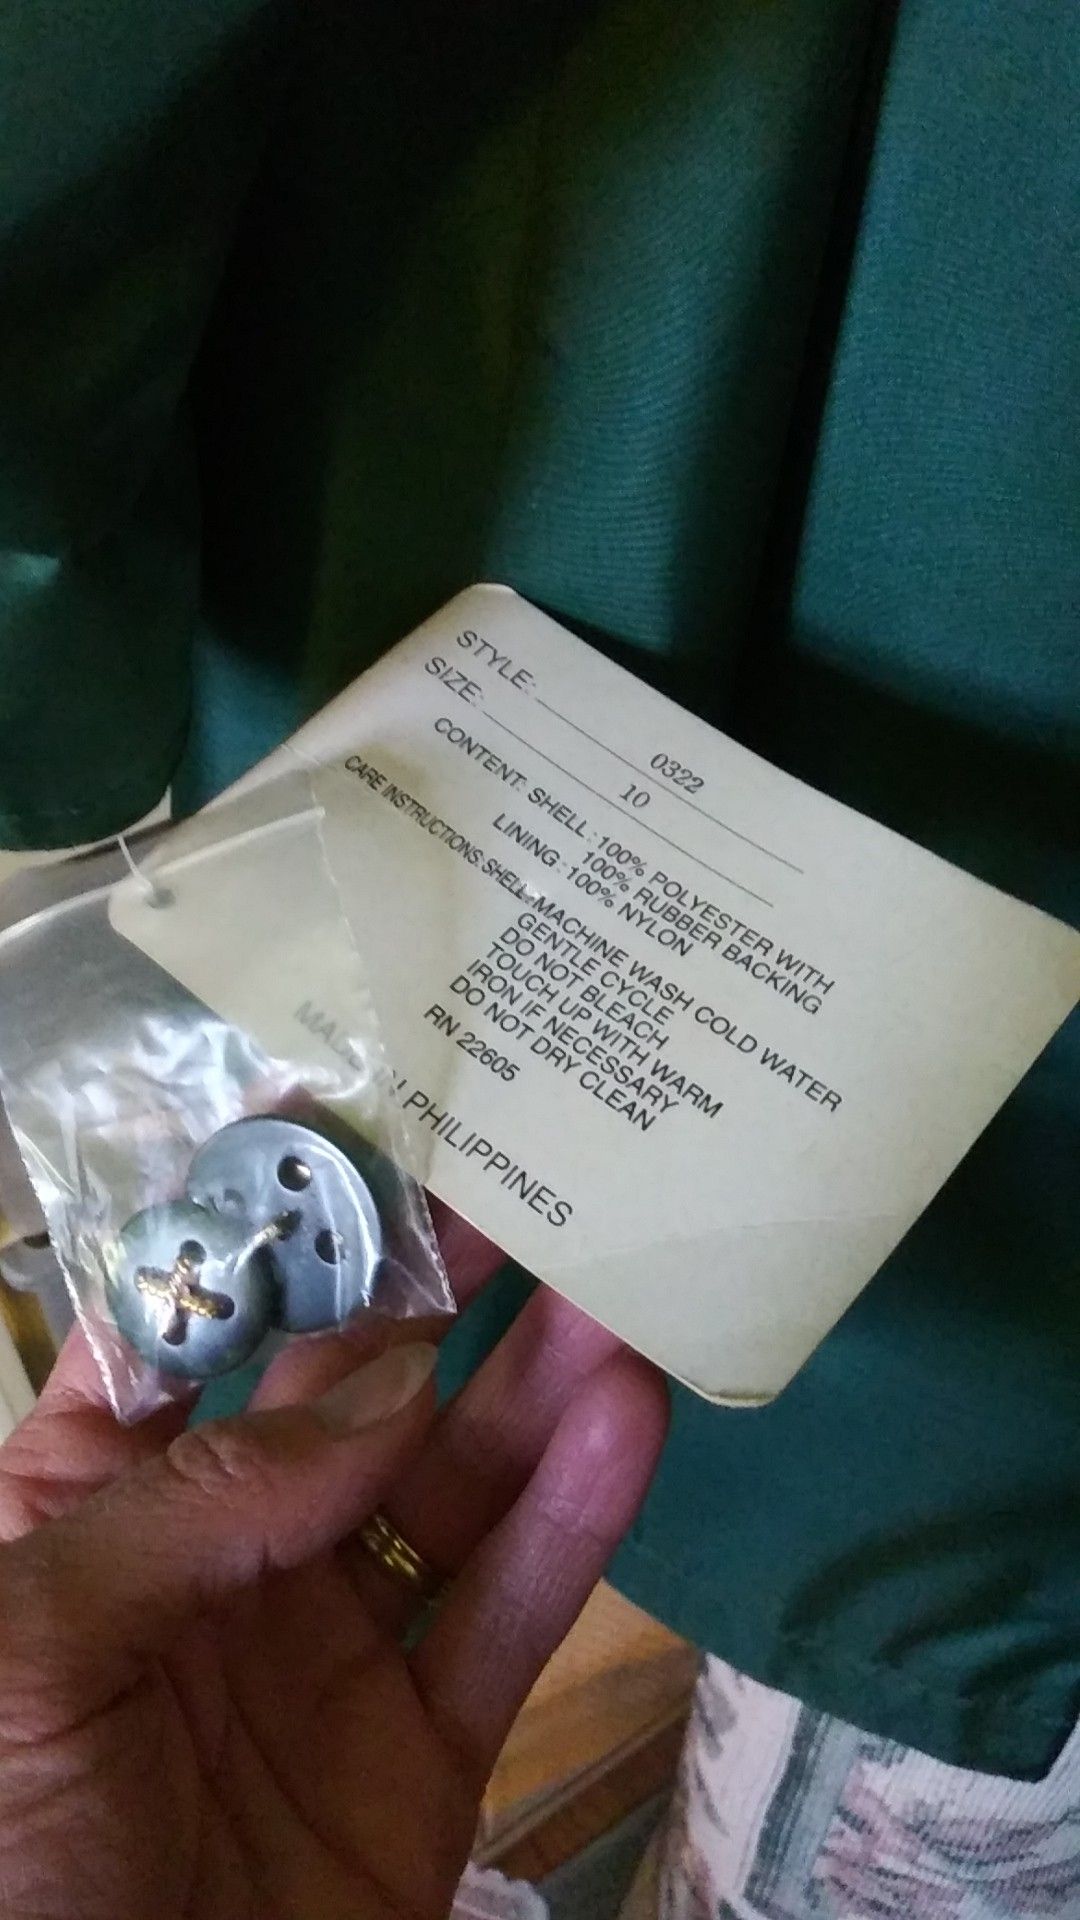 STYLE: 0322
SIZE: 10
CONTENT: SHELL: 100% POLYESTER WITH
100% RUBBER BACKING
LINING: 100% NYLON
CARE INSTRUCTIONS: SHELL: MACHINE WASH COLD WATER
GENTLE CYCLE
DO NOT BLEACH
TOUCH UP WITH WARM
IRON IF NECESSARY
DO NOT DRY CLEAN
RN 22605
MADE IN PHILIPPINES